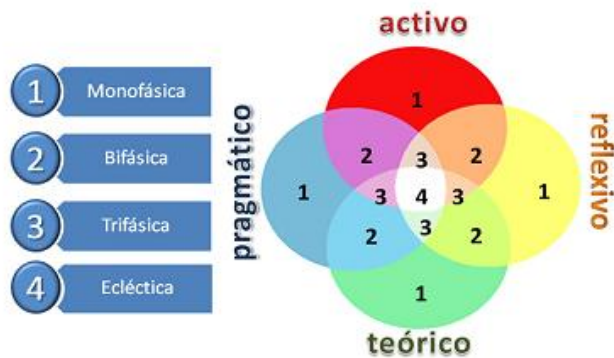 1 Monofásica
2 Bifásica
3 Trifásica
4 Ecléctica
activo
pragmático
reflexivo
teórico
1
2 3 2
1 3 4 3 1
2 3 2
1